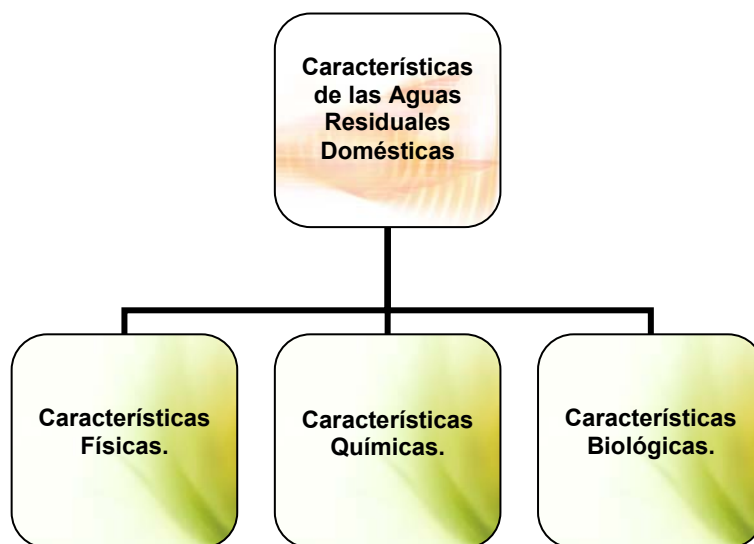 Características
de las Aguas
Residuales
Domésticas
Características
Físicas.
Características
Químicas.
Características
Biológicas.